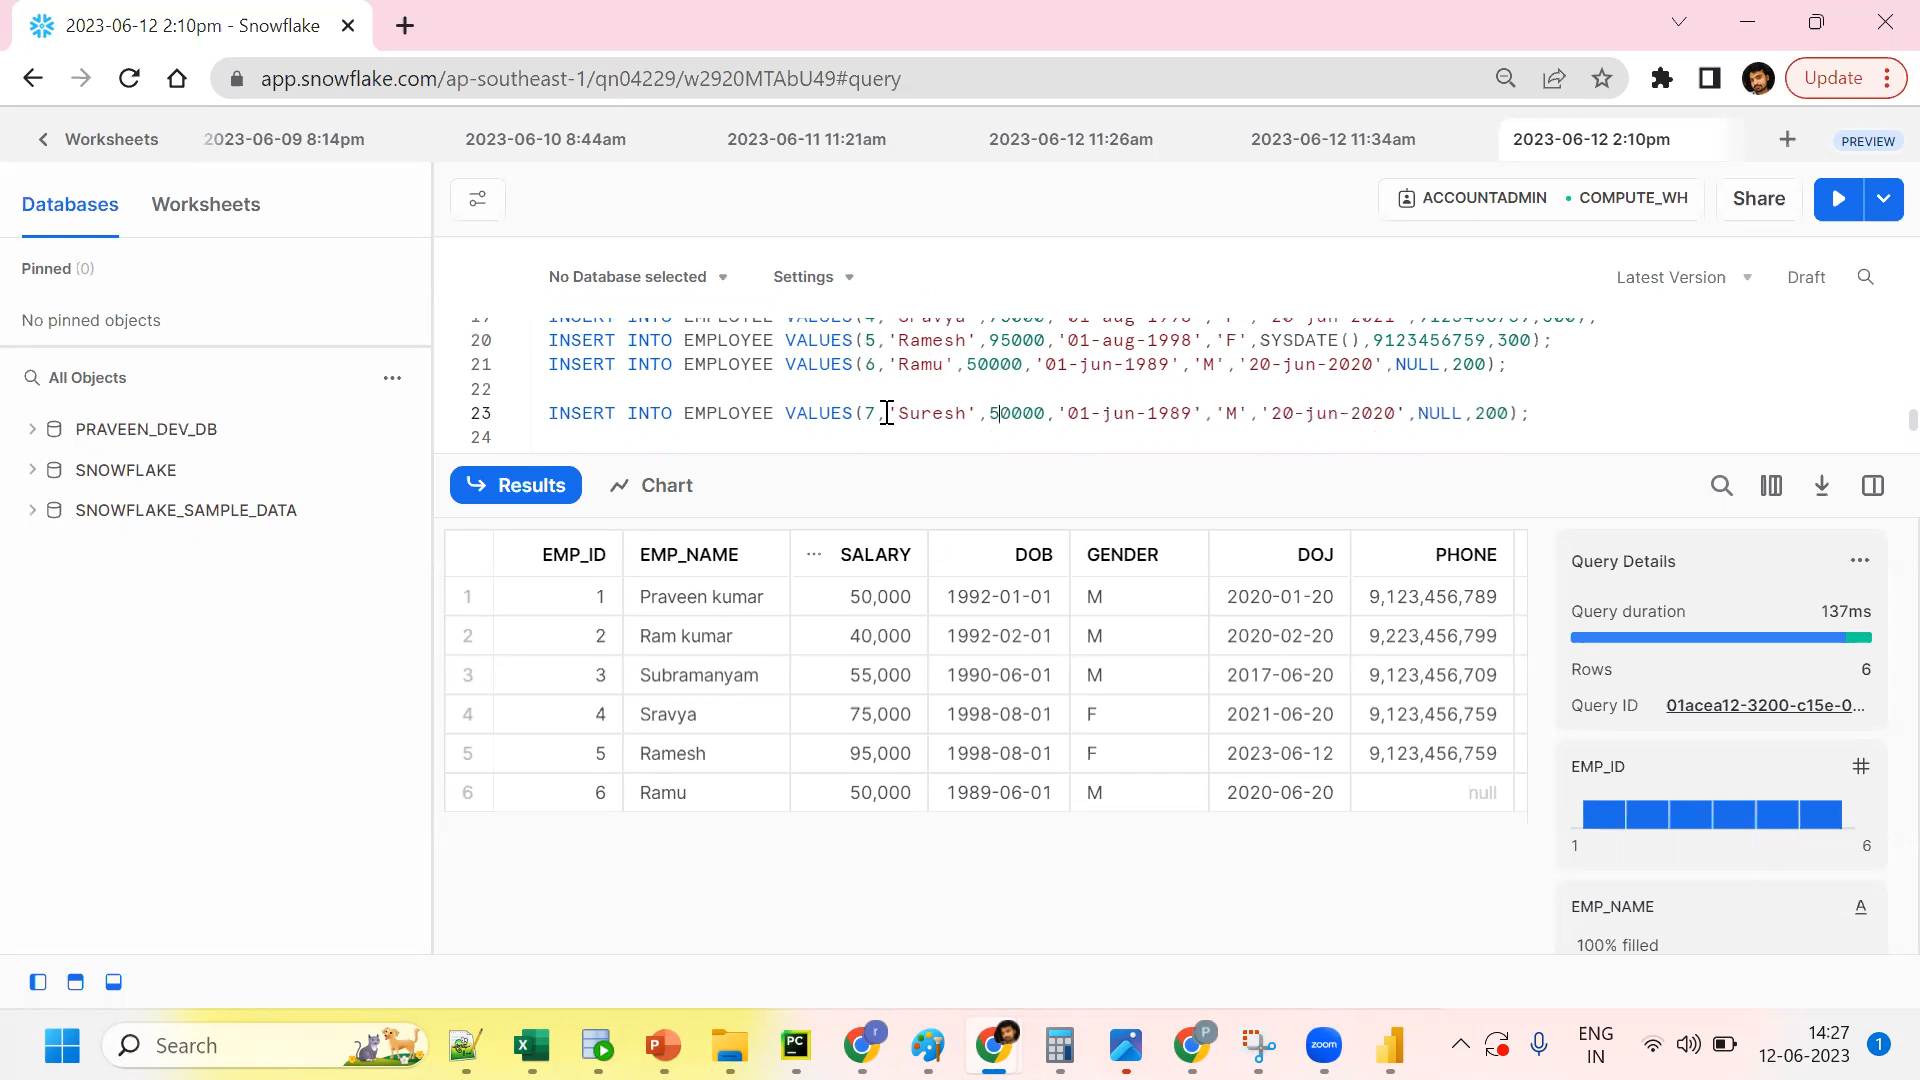 2023-06-12 2:10pm - Snowflake
app.snowflake.com/ap-southeast-1/qn04229/w2920MTAbU49#query
Update
Worksheets
2023-06-09 8:14pm
2023-06-10 8:44am
2023-06-11 11:21am
2023-06-12 11:26am
2023-06-12 11:34am
2023-06-12 2:10pm
PREVIEW
Databases
Worksheets
ACCOUNTADMIN
COMPUTE_WH
Share
Pinned (0)
No pinned objects
No Database selected
Settings
Latest Version
Draft
All Objects
PRAVEEN_DEV_DB
SNOWFLAKE
SNOWFLAKE_SAMPLE_DATA
20 INSERT INTO EMPLOYEE VALUES(5,'Ramesh',95000,'01-aug-1998','F',SYSDATE(),9123456759,300);
21 INSERT INTO EMPLOYEE VALUES(6,'Ramu',50000,'01-jun-1989','M','20-jun-2020',NULL,200);
22
23 INSERT INTO EMPLOYEE VALUES(7,'Suresh',50000,'01-jun-1989','M','20-jun-2020',NULL,200);
24
Results
Chart
EMP_ID EMP_NAME ... SALARY DOB GENDER DOJ PHONE
1 1 Praveen kumar 50,000 1992-01-01 M 2020-01-20 9,123,456,789
2 2 Ram kumar 40,000 1992-02-01 M 2020-02-20 9,223,456,799
3 3 Subramanyam 55,000 1990-06-01 M 2017-06-20 9,123,456,709
4 4 Sravya 75,000 1998-08-01 F 2021-06-20 9,123,456,759
5 5 Ramesh 95,000 1998-08-01 F 2023-06-12 9,123,456,759
6 6 Ramu 50,000 1989-06-01 M 2020-06-20 null
Query Details
Query duration 137ms
Rows 6
Query ID 01acea12-3200-c15e-0...
EMP_ID
1 6
EMP_NAME A
100% filled
Search
r
PC
P
zoom
ENG
IN
14:27
12-06-2023
1